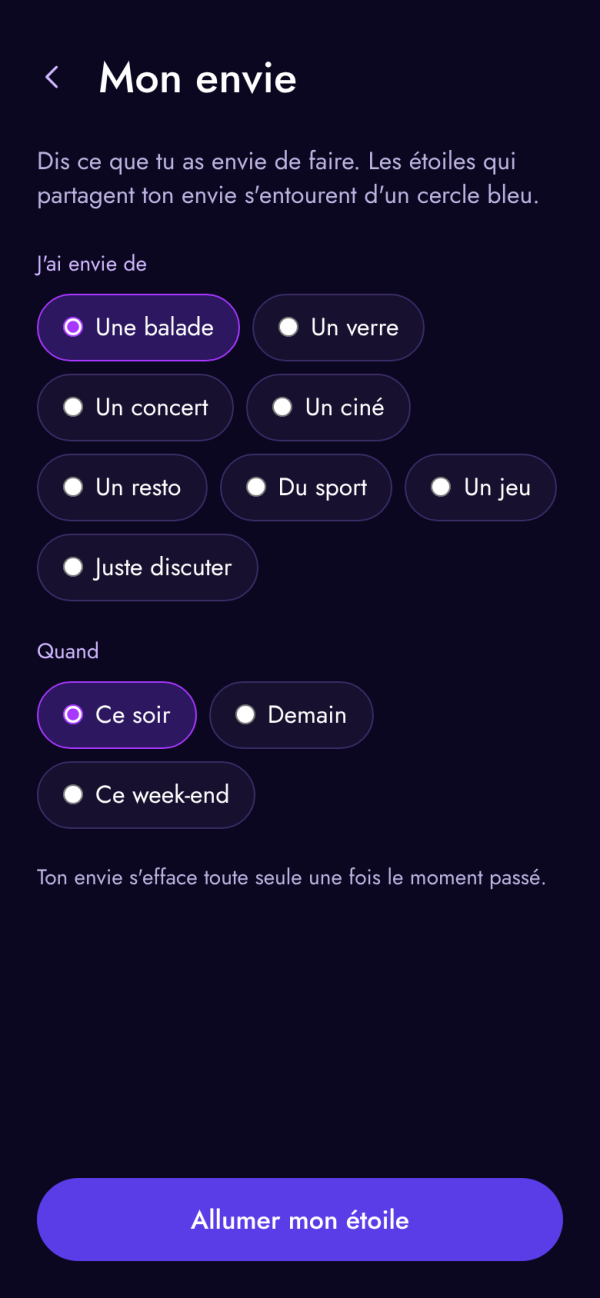 Mon envie
Dis ce que tu as envie de faire. Les étoiles qui
partagent ton envie s'entourent d'un cercle bleu.
J'ai envie de
Une balade
Un verre
Un concert
Un ciné
Un resto
Du sport
Un jeu
Juste discuter
Quand
Ce soir
Demain
Ce week-end
Ton envie s'efface toute seule une fois le moment passé.
Allumer mon étoile